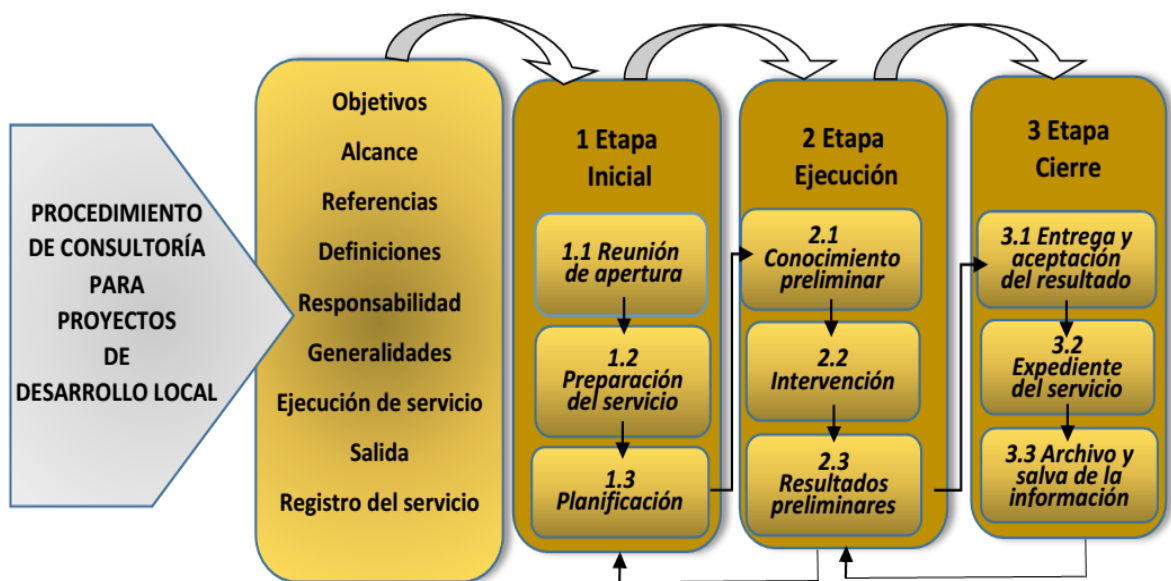 PROCEDIMIENTO
DE CONSULTORÍA
PARA
PROYECTOS
DE
DESARROLLO LOCAL
Objetivos
Alcance
Referencias
Definiciones
Responsabilidad
Generalidades
Ejecución de servicio
Salida
Registro del servicio
1 Etapa
Inicial
1.1 Reunión
de apertura
1.2
Preparación
del servicio
1.3
Planificación
2 Etapa
Ejecución
2.1
Conocimiento
preliminar
2.2
Intervención
2.3
Resultados
preliminares
3 Etapa
Cierre
3.1 Entrega y
aceptación
del resultado
3.2
Expediente
del servicio
3.3 Archivo y
salva de la
información